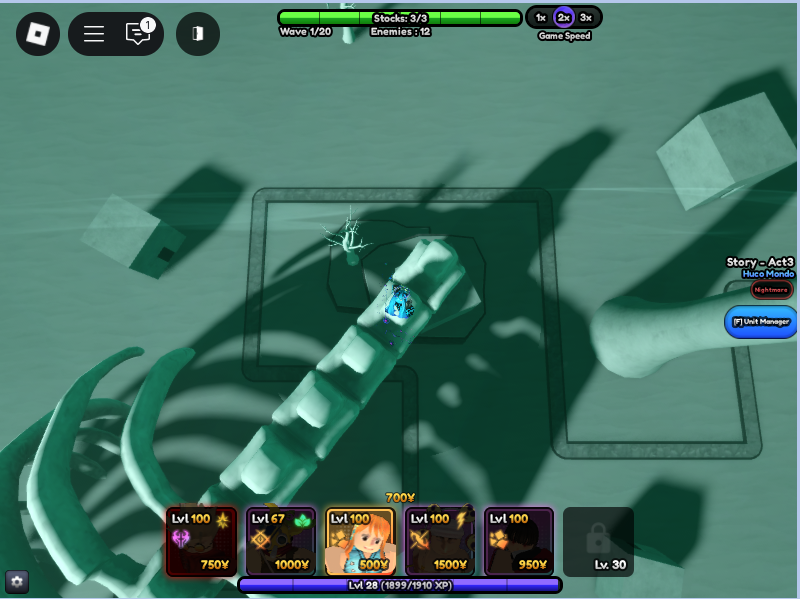 1
Stocks: 3/3
Wave 1/20
Enemies : 12
1x
2x
3x
Game Speed
Story - Act3
Huco Mondo
Nightmare
[F] Unit Manager
700¥
Lvl 100
750¥
Lvl 67
1000¥
Lvl 100
500¥
Lvl 100
1500¥
Lvl 100
950¥
Lv. 30
Lvl 28 (1899/1910 XP)